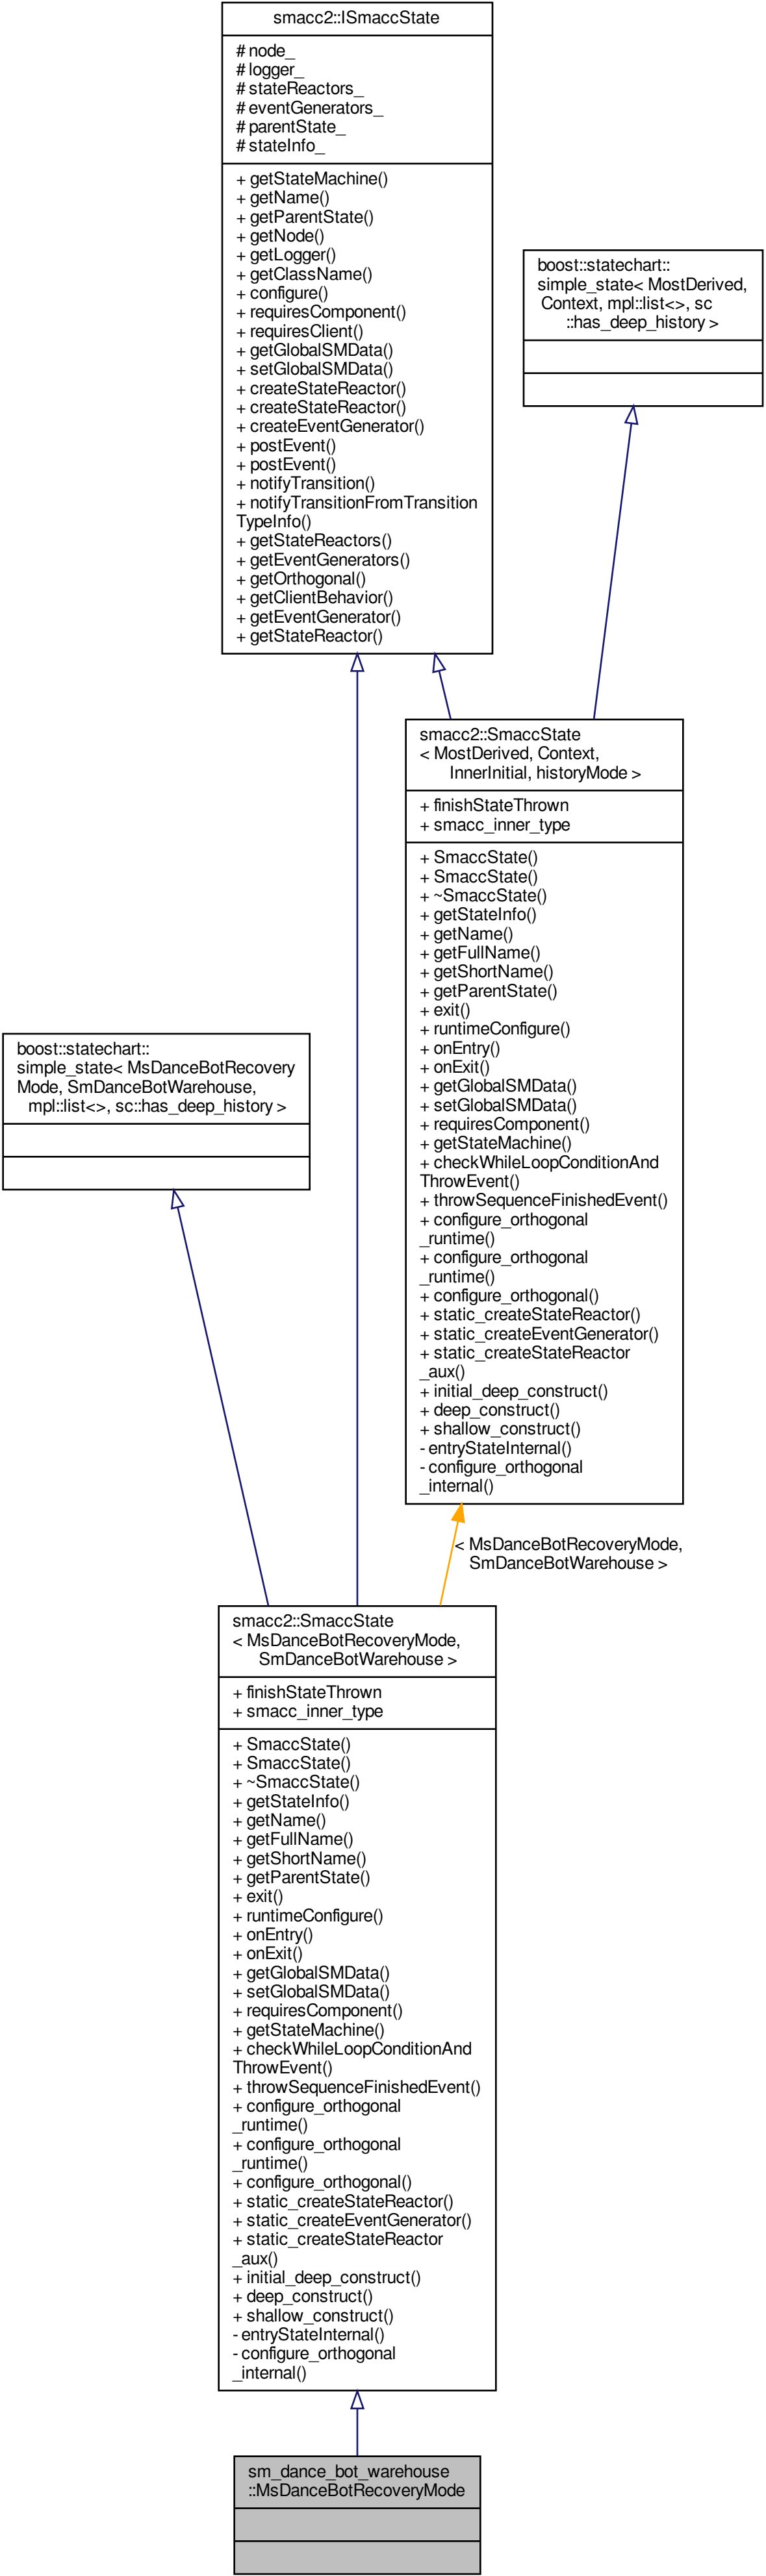 smacc2::ISmaccState
# node_
# logger_
# stateReactors_
# eventGenerators_
# parentState_
# stateInfo_
+ getStateMachine()
+ getName()
+ getParentState()
+ getNode()
+ getLogger()
+ getClassName()
+ configure()
+ requiresComponent()
+ requiresClient()
+ getGlobalSMData()
+ setGlobalSMData()
+ createStateReactor()
+ createStateReactor()
+ createEventGenerator()
+ postEvent()
+ postEvent()
+ notifyTransition()
+ notifyTransitionFromTransition
TypeInfo()
+ getStateReactors()
+ getEventGenerators()
+ getOrthogonal()
+ getClientBehavior()
+ getEventGenerator()
+ getStateReactor()
boost::statechart::
simple_state< MostDerived,
Context, mpl::list<>, sc
::has_deep_history >
smacc2::SmaccState
< MostDerived, Context,
InnerInitial, historyMode >
+ finishStateThrown
+ smacc_inner_type
+ SmaccState()
+ SmaccState()
+ ~SmaccState()
+ getStateInfo()
+ getName()
+ getFullName()
+ getShortName()
+ getParentState()
+ exit()
+ runtimeConfigure()
+ onEntry()
+ onExit()
+ getGlobalSMData()
+ setGlobalSMData()
+ requiresComponent()
+ getStateMachine()
+ checkWhileLoopConditionAnd
ThrowEvent()
+ throwSequenceFinishedEvent()
+ configure_orthogonal
_runtime()
+ configure_orthogonal
_runtime()
+ configure_orthogonal()
+ static_createStateReactor()
+ static_createEventGenerator()
+ static_createStateReactor
_aux()
+ initial_deep_construct()
+ deep_construct()
+ shallow_construct()
- entryStateInternal()
- configure_orthogonal
_internal()
boost::statechart::
simple_state< MsDanceBotRecovery
Mode, SmDanceBotWarehouse,
mpl::list<>, sc::has_deep_history >
< MsDanceBotRecoveryMode,
SmDanceBotWarehouse >
smacc2::SmaccState
< MsDanceBotRecoveryMode,
SmDanceBotWarehouse >
+ finishStateThrown
+ smacc_inner_type
+ SmaccState()
+ SmaccState()
+ ~SmaccState()
+ getStateInfo()
+ getName()
+ getFullName()
+ getShortName()
+ getParentState()
+ exit()
+ runtimeConfigure()
+ onEntry()
+ onExit()
+ getGlobalSMData()
+ setGlobalSMData()
+ requiresComponent()
+ getStateMachine()
+ checkWhileLoopConditionAnd
ThrowEvent()
+ throwSequenceFinishedEvent()
+ configure_orthogonal
_runtime()
+ configure_orthogonal
_runtime()
+ configure_orthogonal()
+ static_createStateReactor()
+ static_createEventGenerator()
+ static_createStateReactor
_aux()
+ initial_deep_construct()
+ deep_construct()
+ shallow_construct()
- entryStateInternal()
- configure_orthogonal
_internal()
sm_dance_bot_warehouse
::MsDanceBotRecoveryMode